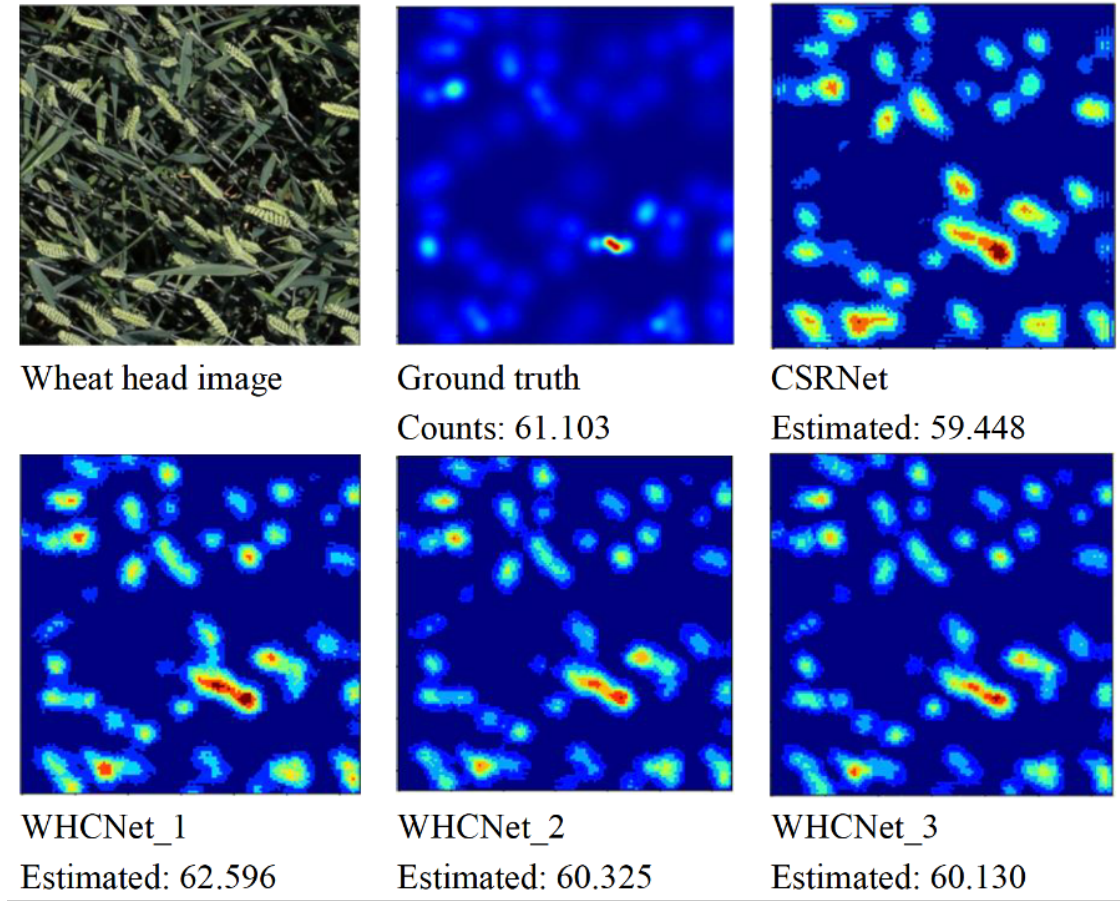 Wheat head image
Ground truth
Counts: 61.103
CSRNet
Estimated: 59.448
WHCNet_1
Estimated: 62.596
WHCNet_2
Estimated: 60.325
WHCNet_3
Estimated: 60.130